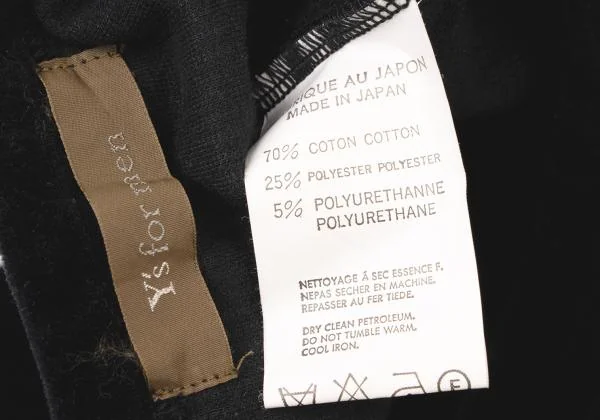 Y's for men
RIQUE AU JAPON
MADE IN JAPAN
70% COTON COTTON
25% POLYESTER POLYESTER
5% POLYURETHANNE
POLYURETHANE
NETTOYAGE Â SEC ESSENCE F.
NEPAS SECHER EN MACHINE.
REPASSER AU FER TIEDE.
DRY CLEAN PETROLEUM.
DO NOT TUMBLE WARM.
COOL IRON.
F